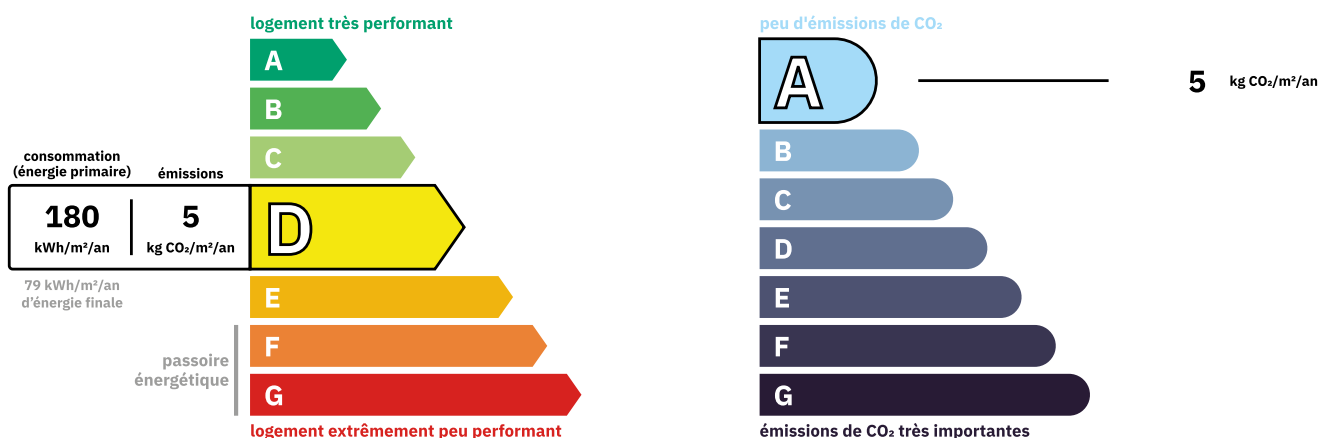 logement très performant
A
B
C
consommation
(énergie primaire)
émissions
180
kWh/m²/an
5
kg CO₂/m²/an
D
79 kWh/m²/an
d'énergie finale
E
passoire
énergétique
F
G
logement extrêmement peu performant
peu d'émissions de CO₂
A
5 kg CO₂/m²/an
B
C
D
E
F
G
émissions de CO₂ très importantes